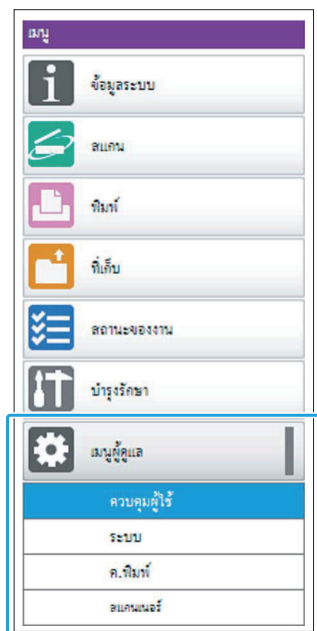 เมนู
ข้อมูลระบบ
สแกน
พิมพ์
ที่เก็บ
สถานะของงาน
บำรุงรักษา
เมนูผู้ดูแล
ควบคุมผู้ใช้
ระบบ
ค.พิมพ์
สแกนเนอร์